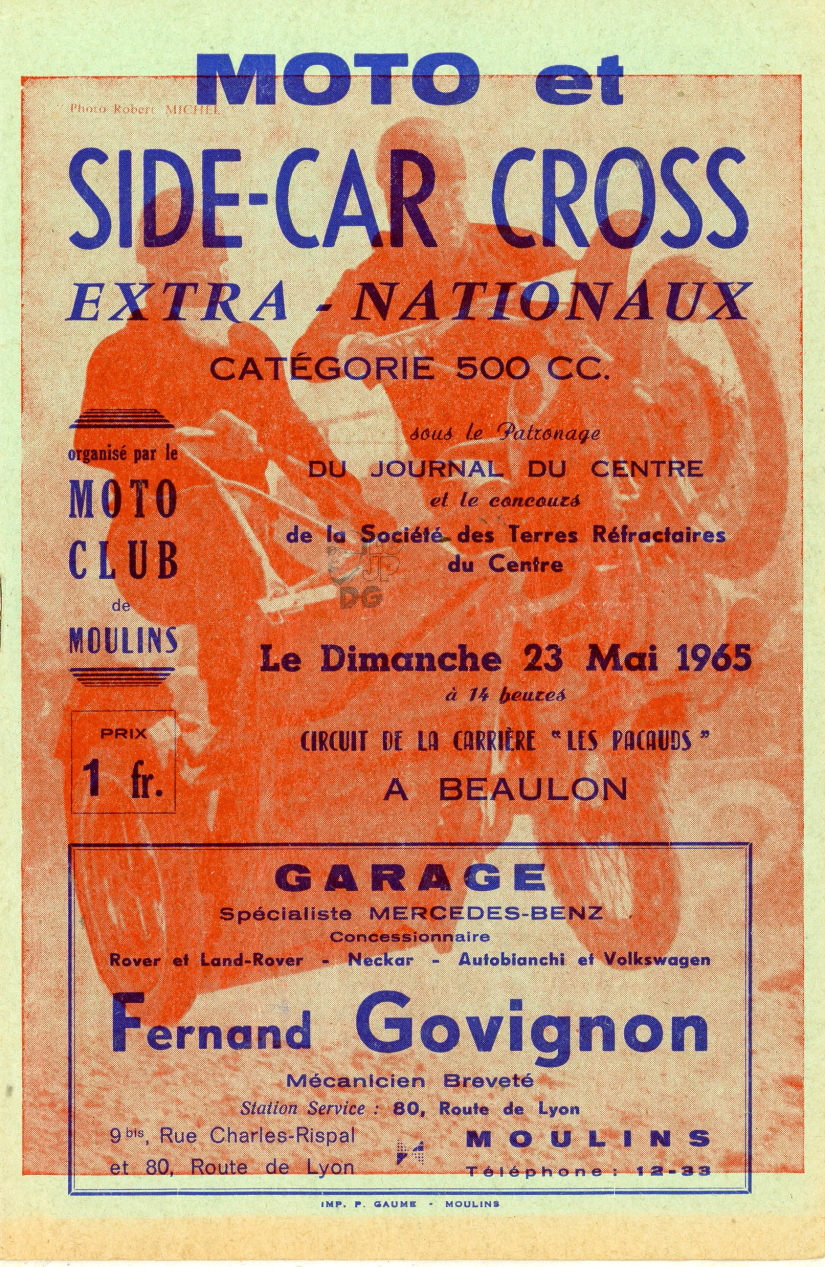 MOTO et
Photo Robert MICHEL
SIDE-CAR CROSS
EXTRA - NATIONAUX
CATÉGORIE 500 CC.
organisé par le
MOTO
CLUB
de
MOULINS
sous le Patronage
DU JOURNAL DU CENTRE
et le concours
de la Société des Terres Réfractaires
du Centre
JP
DG
Le Dimanche 23 Mai 1965
à 14 heures
PRIX
1 fr.
CIRCUIT DE LA CARRIÈRE "LES PACAUDS"
A BEAULON
GARAGE
Spécialiste MERCEDES-BENZ
Concessionnaire
Rover et Land-Rover - Neckar - Autobianchi et Volkswagen
Fernand Govignon
Mécanicien Breveté
Station Service : 80, Route de Lyon
9 bis, Rue Charles-Rispal
et 80, Route de Lyon
MOULINS
Téléphone : 12-33
IMP. P. GAUME - MOULINS